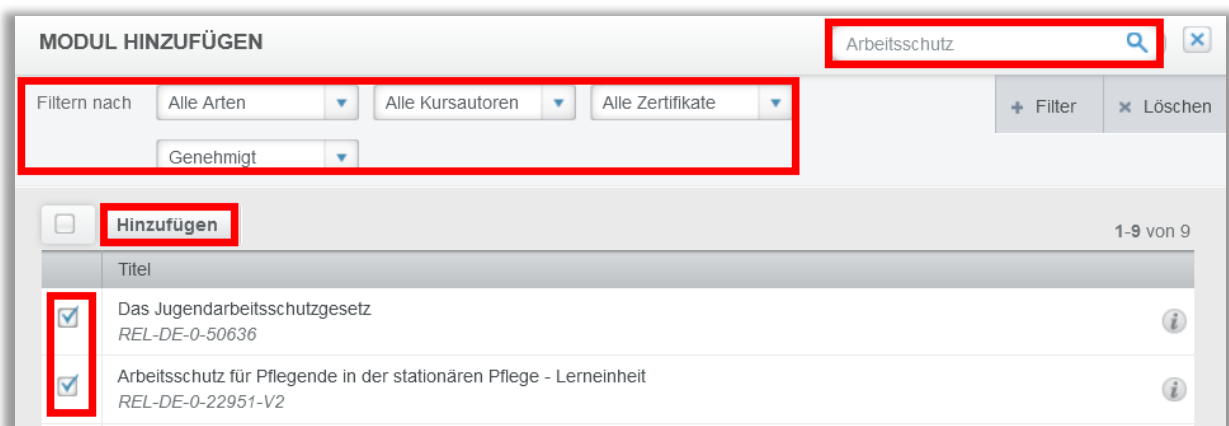 MODUL HINZUFÜGEN
Arbeitsschutz
Filtern nach Alle Arten Alle Kursautoren Alle Zertifikate
+ Filter × Löschen
Genehmigt
Hinzufügen
1-9 von 9
Titel
Das Jugendarbeitsschutzgesetz
REL-DE-0-50636
Arbeitsschutz für Pflegende in der stationären Pflege - Lerneinheit
REL-DE-0-22951-V2